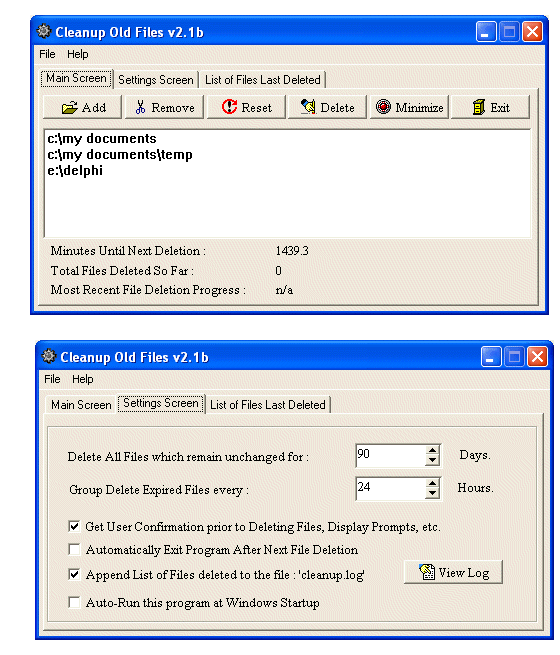 Cleanup Old Files v2.1b
File Help
Main Screen Settings Screen List of Files Last Deleted
Add Remove Reset Delete Minimize Exit
c:\my documents
c:\my documents\temp
e:\delphi
Minutes Until Next Deletion : 1439.3
Total Files Deleted So Far : 0
Most Recent File Deletion Progress : n/a
Cleanup Old Files v2.1b
File Help
Main Screen Settings Screen List of Files Last Deleted
Delete All Files which remain unchanged for : 90 Days.
Group Delete Expired Files every : 24 Hours.
Get User Confirmation prior to Deleting Files, Display Prompts, etc.
Automatically Exit Program After Next File Deletion
Append List of Files deleted to the file : 'cleanup.log' View Log
Auto-Run this program at Windows Startup